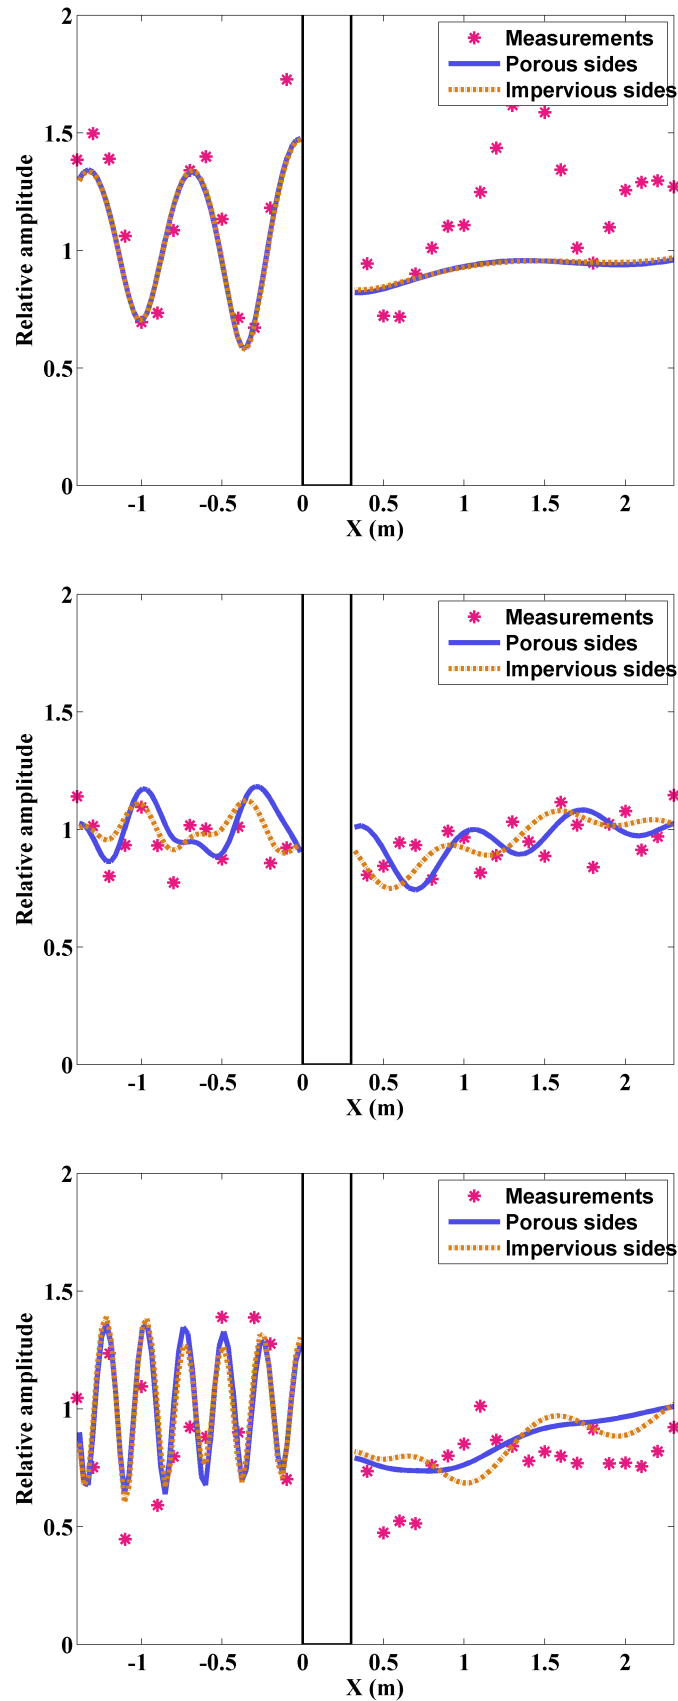 2
Measurements
Porous sides
Impervious sides
1.5
Relative amplitude
1
0.5
0
-1 -0.5 0 0.5 1 1.5 2
X (m)
2
Measurements
Porous sides
Impervious sides
1.5
Relative amplitude
1
0.5
0
-1 -0.5 0 0.5 1 1.5 2
X (m)
2
Measurements
Porous sides
Impervious sides
1.5
Relative amplitude
1
0.5
0
-1 -0.5 0 0.5 1 1.5 2
X (m)